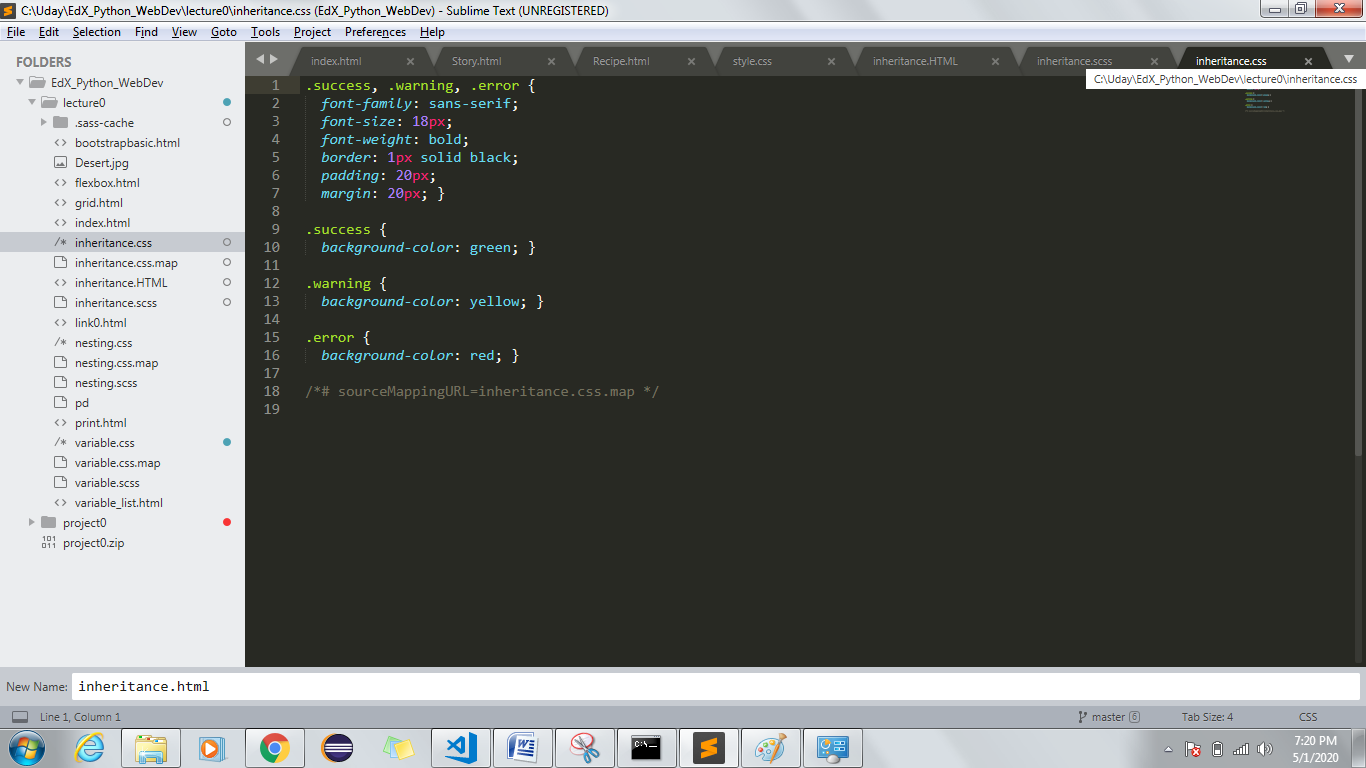 C:\Uday\EdX_Python_WebDev\lecture0\inheritance.css (EdX_Python_WebDev) - Sublime Text (UNREGISTERED)
File Edit Selection Find View Goto Tools Project Preferences Help
FOLDERS
EdX_Python_WebDev
lecture0
.sass-cache
bootstrapbasic.html
Desert.jpg
flexbox.html
grid.html
index.html
inheritance.css
inheritance.css.map
inheritance.HTML
inheritance.scss
link0.html
nesting.css
nesting.css.map
nesting.scss
pd
print.html
variable.css
variable.css.map
variable.scss
variable_list.html
project0
project0.zip
index.html Story.html Recipe.html style.css inheritance.HTML inheritance.scss inheritance.css
C:\Uday\EdX_Python_WebDev\lecture0\inheritance.css
1 .success, .warning, .error {
2 font-family: sans-serif;
3 font-size: 18px;
4 font-weight: bold;
5 border: 1px solid black;
6 padding: 20px;
7 margin: 20px; }
8
9 .success {
10 background-color: green; }
11
12 .warning {
13 background-color: yellow; }
14
15 .error {
16 background-color: red; }
17
18 /*# sourceMappingURL=inheritance.css.map */
19
New Name: inheritance.html
Line 1, Column 1 master 6 Tab Size: 4 CSS
7:20 PM
5/1/2020